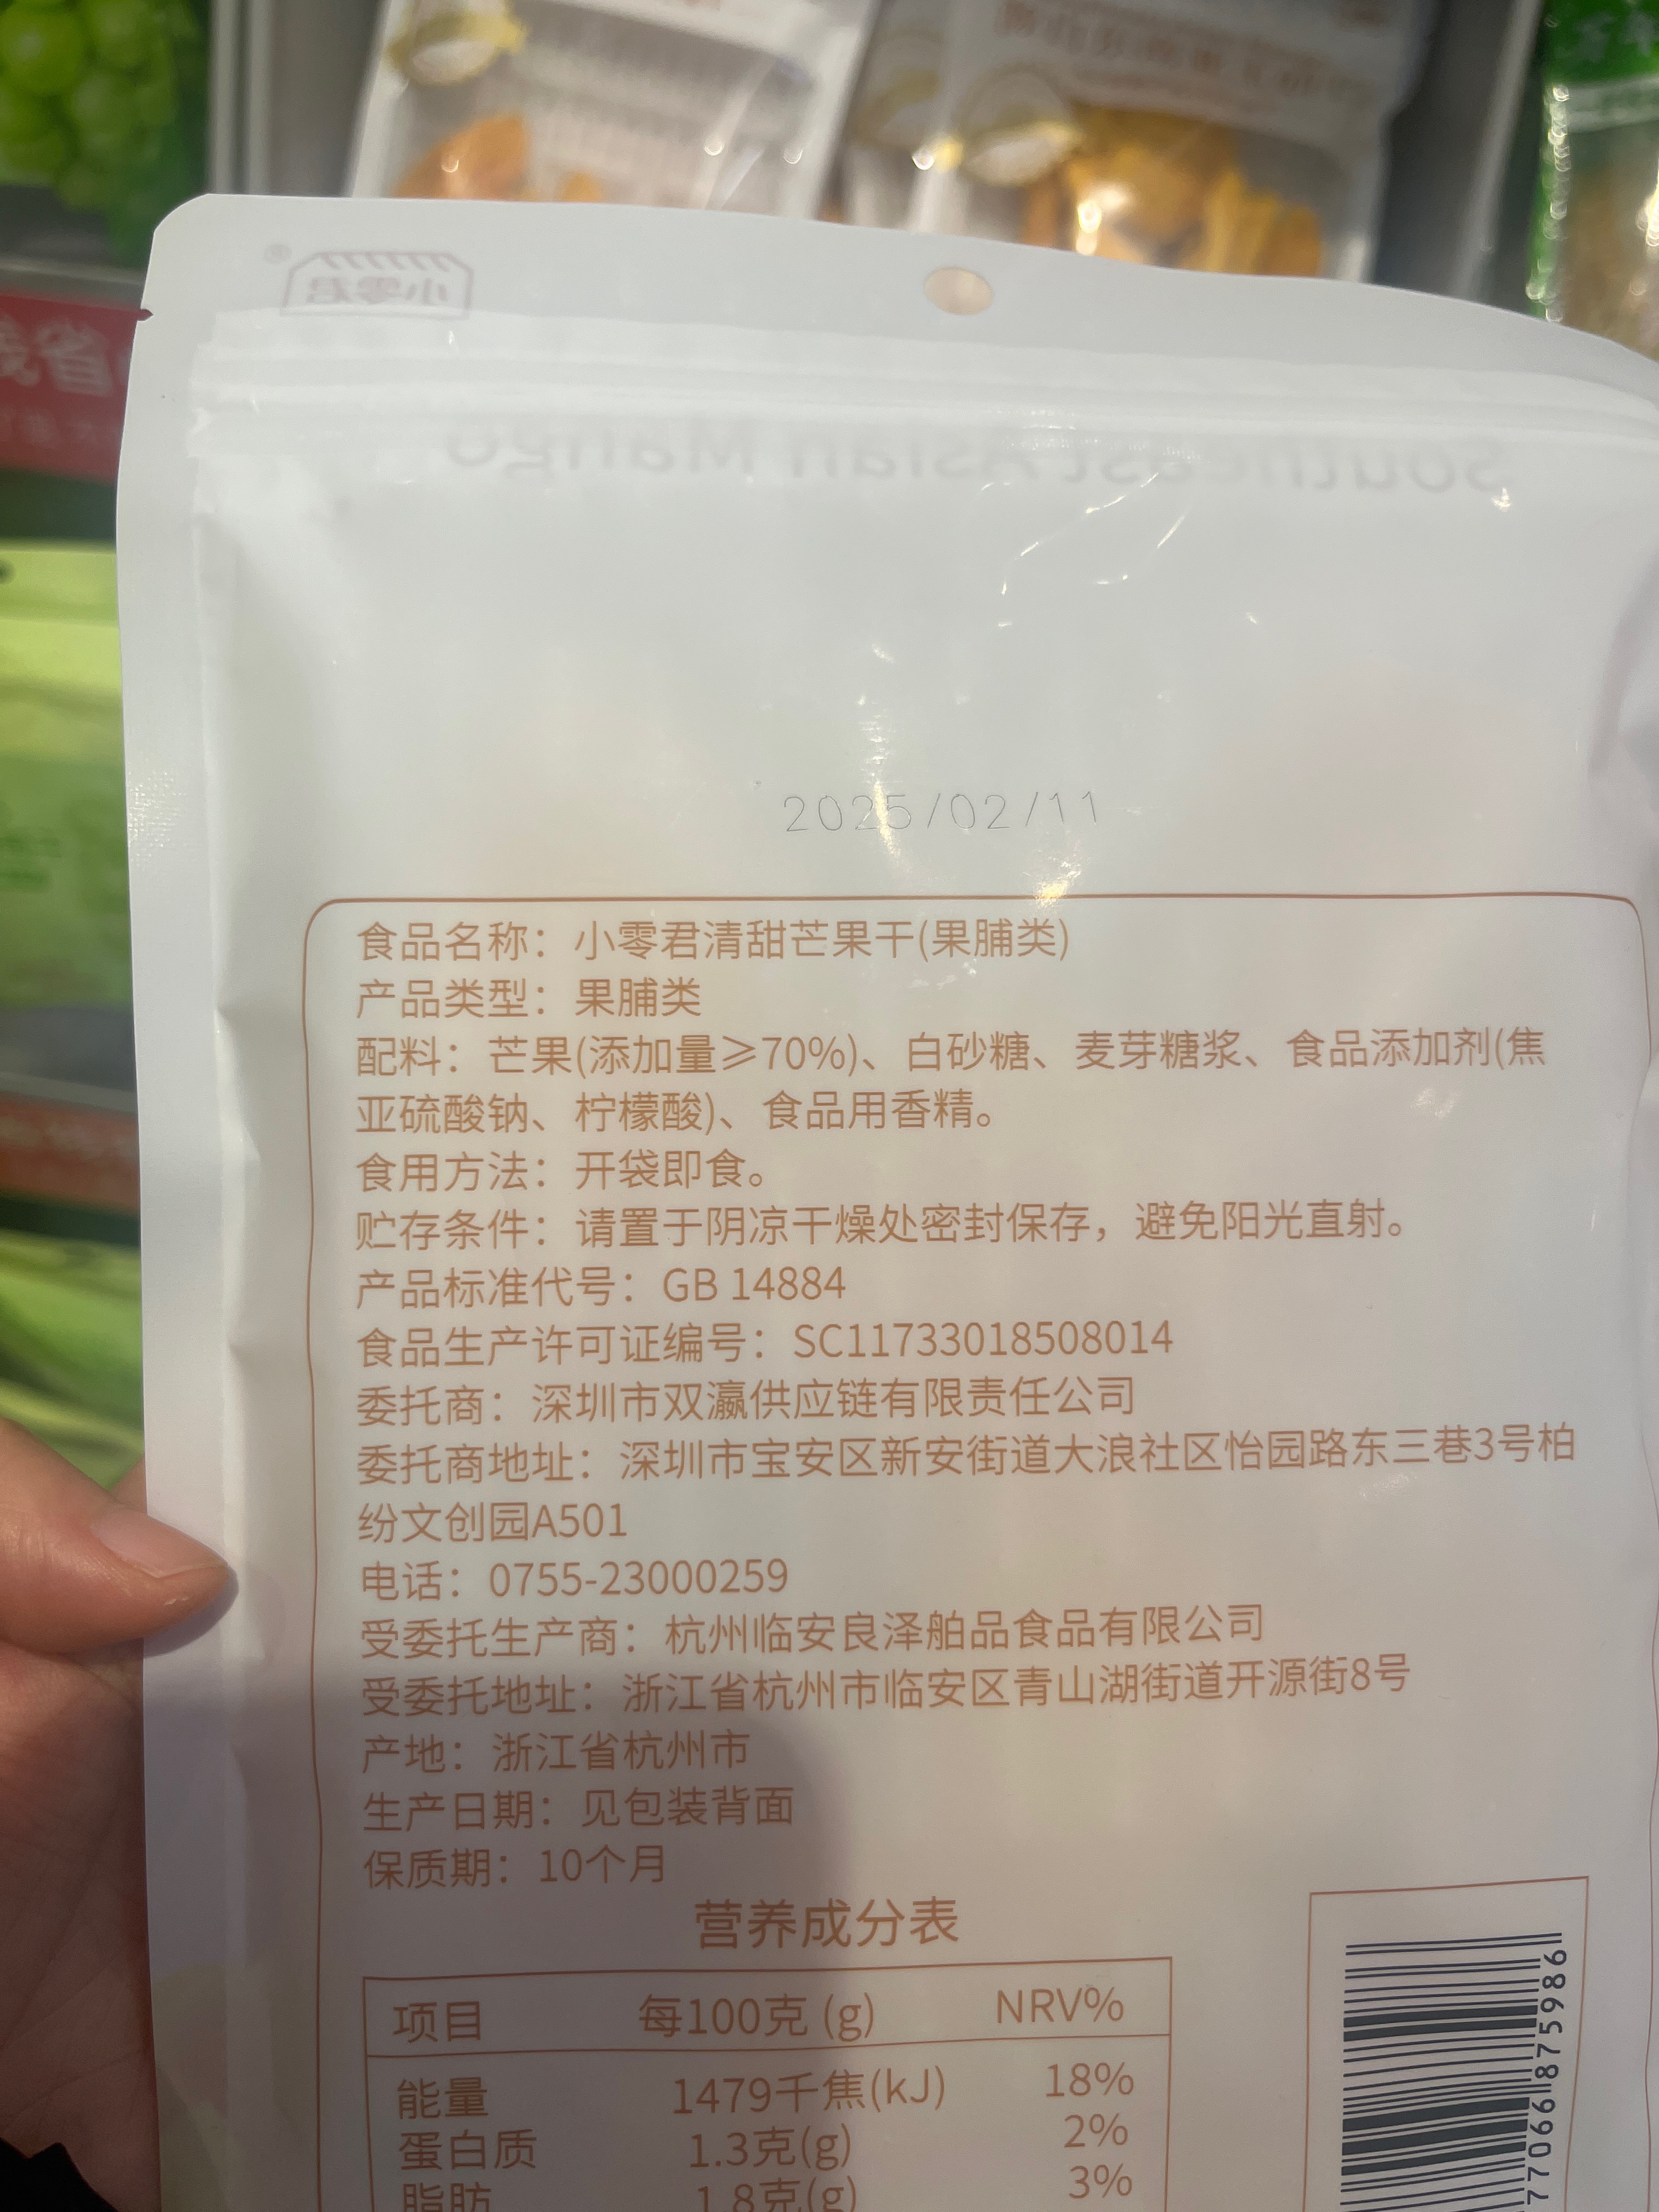 小零君
®
Southeast Asian Mango
2025/02/11
食品名称：小零君清甜芒果干(果脯类)
产品类型：果脯类
配料：芒果(添加量≥70%)、白砂糖、麦芽糖浆、食品添加剂(焦
亚硫酸钠、柠檬酸)、食品用香精。
食用方法：开袋即食。
贮存条件：请置于阴凉干燥处密封保存，避免阳光直射。
产品标准代号：GB 14884
食品生产许可证编号：SC11733018508014
委托商：深圳市双瀛供应链有限责任公司
委托商地址：深圳市宝安区新安街道大浪社区怡园路东三巷3号柏
纷文创园A501
电话：0755-23000259
受委托生产商：杭州临安良泽舶品食品有限公司
受委托地址：浙江省杭州市临安区青山湖街道开源街8号
产地：浙江省杭州市
生产日期：见包装背面
保质期：10个月
营养成分表
项目 每100克 (g) NRV%
能量 1479千焦(kJ) 18%
蛋白质 1.3克(g) 2%
脂肪 1.8克(g) 3%
77099 875986
省